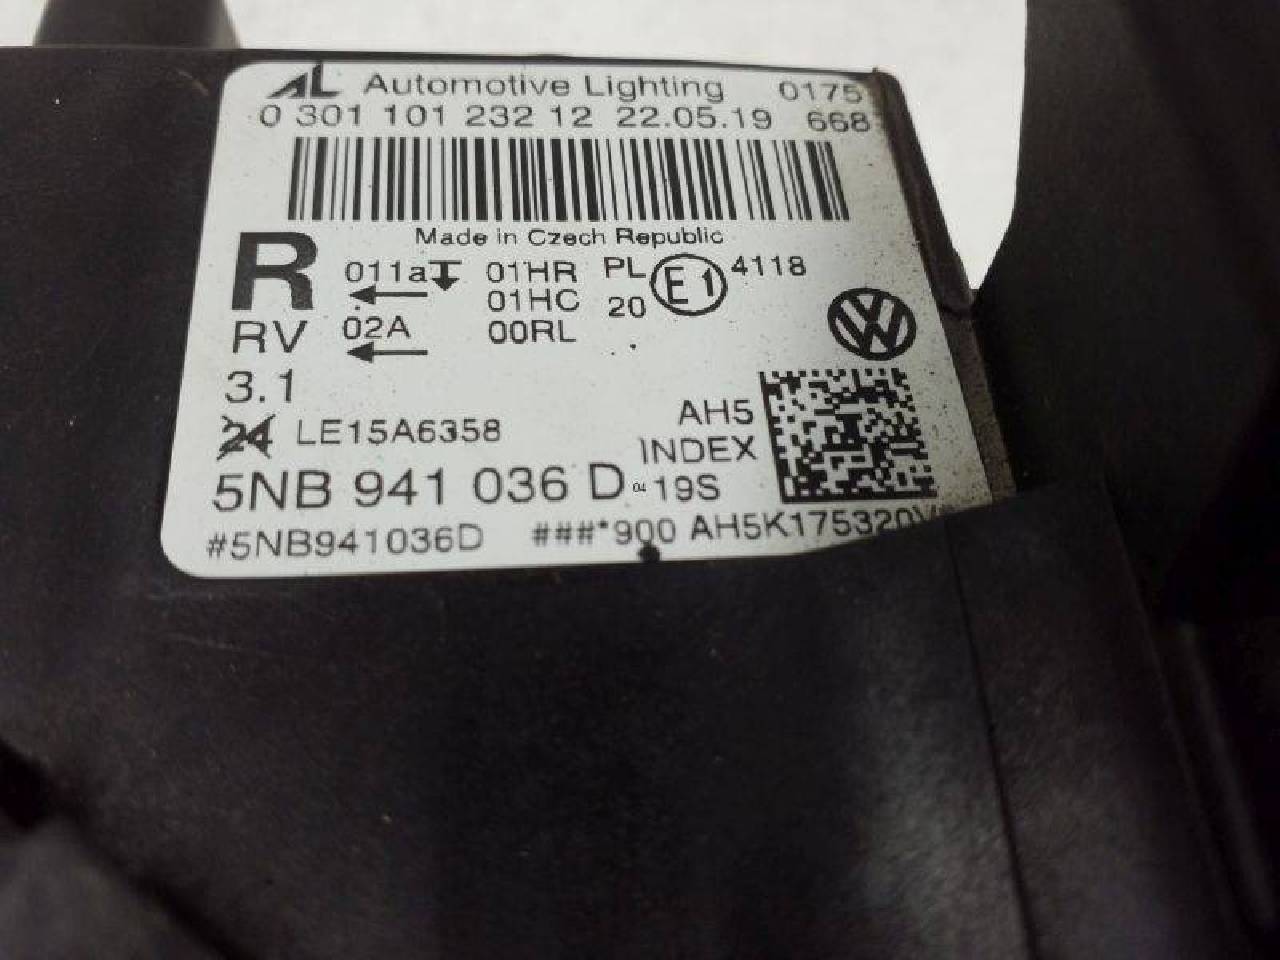 AL Automotive Lighting 0175
0 301 101 232 12 22.05.19 668
Made in Czech Republic
R 011a 01HR PL E1 4118
01HC 20
RV 02A 00RL
3.1
24 LE15A6358 AH5
INDEX
5NB 941 036 D 04 19S
#5NB941036D ###*900 AH5K175320V